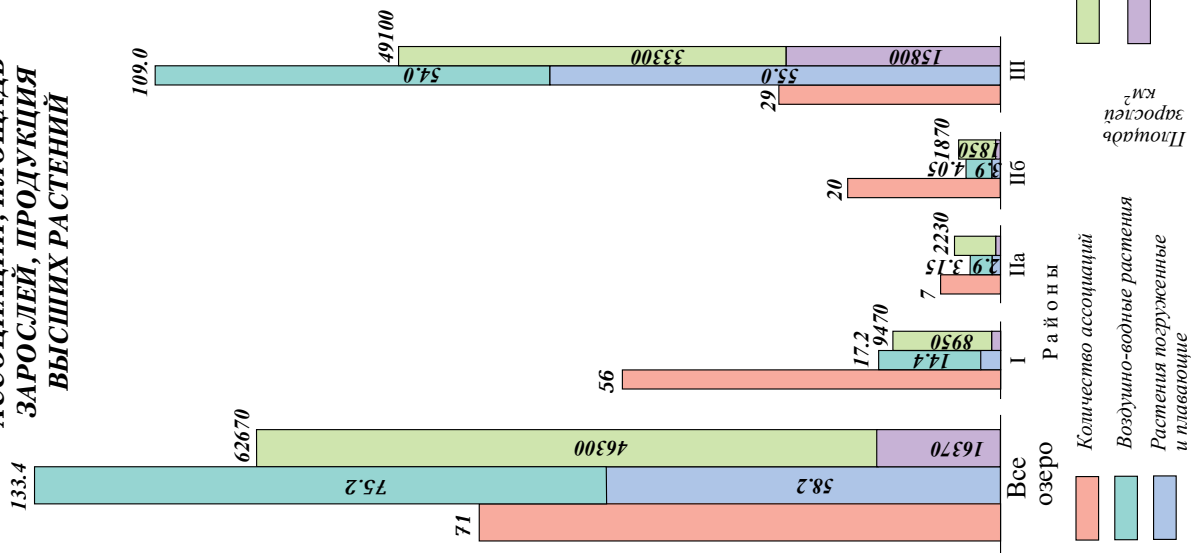 ЗАРОСЛЕЙ, ПРОДУКЦИЯ
ВЫСШИХ РАСТЕНИЙ
133.4
62670
71
75.2
58.2
46300
16370
56
17.2
9470
14.4
8950
7
3.15
2230
2.9
20
4.05
1870
3.9
1850
29
109.0
49100
54.0
55.0
33300
15800
Все
озеро
I
IIа
IIб
III
Районы
Количество ассоциаций
Воздушно-водные растения
Растения погруженные
и плавающие
Площадь
зарослей
км²